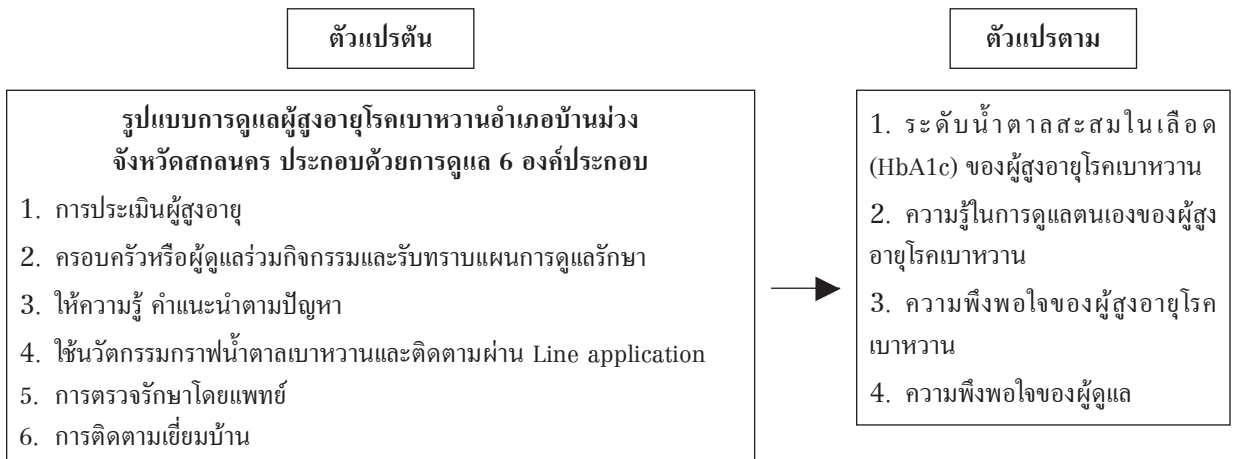 ตัวแปรต้น
รูปแบบการดูแลผู้สูงอายุโรคเบาหวานอำเภอบ้านม่วง
จังหวัดสกลนคร ประกอบด้วยการดูแล 6 องค์ประกอบ
1. การประเมินผู้สูงอายุ
2. ครอบครัวหรือผู้ดูแลร่วมกิจกรรมและรับทราบแผนการดูแลรักษา
3. ให้ความรู้ คำแนะนำตามปัญหา
4. ใช้นวัตกรรมกราฟน้ำตาลเบาหวานและติดตามผ่าน Line application
5. การตรวจรักษาโดยแพทย์
6. การติดตามเยี่ยมบ้าน
ตัวแปรตาม
1. ระดับน้ำตาลสะสมในเลือด
(HbA1c) ของผู้สูงอายุโรคเบาหวาน
2. ความรู้ในการดูแลตนเองของผู้สูง
อายุโรคเบาหวาน
3. ความพึงพอใจของผู้สูงอายุโรค
เบาหวาน
4. ความพึงพอใจของผู้ดูแล